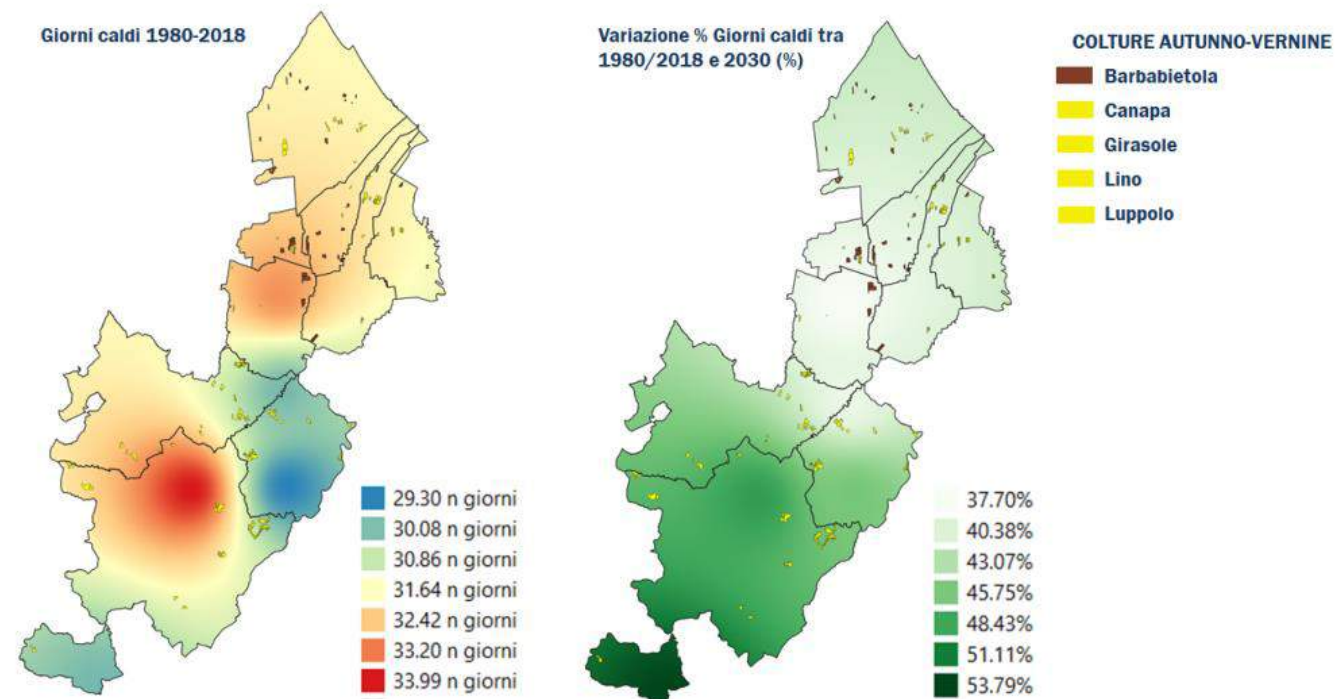 Giorni caldi 1980-2018
Variazione % Giorni caldi tra
1980/2018 e 2030 (%)
COLTURE AUTUNNO-VERNINE
Barbabietola
Canapa
Girasole
Lino
Luppolo
29.30 n giorni
30.08 n giorni
30.86 n giorni
31.64 n giorni
32.42 n giorni
33.20 n giorni
33.99 n giorni
37.70%
40.38%
43.07%
45.75%
48.43%
51.11%
53.79%